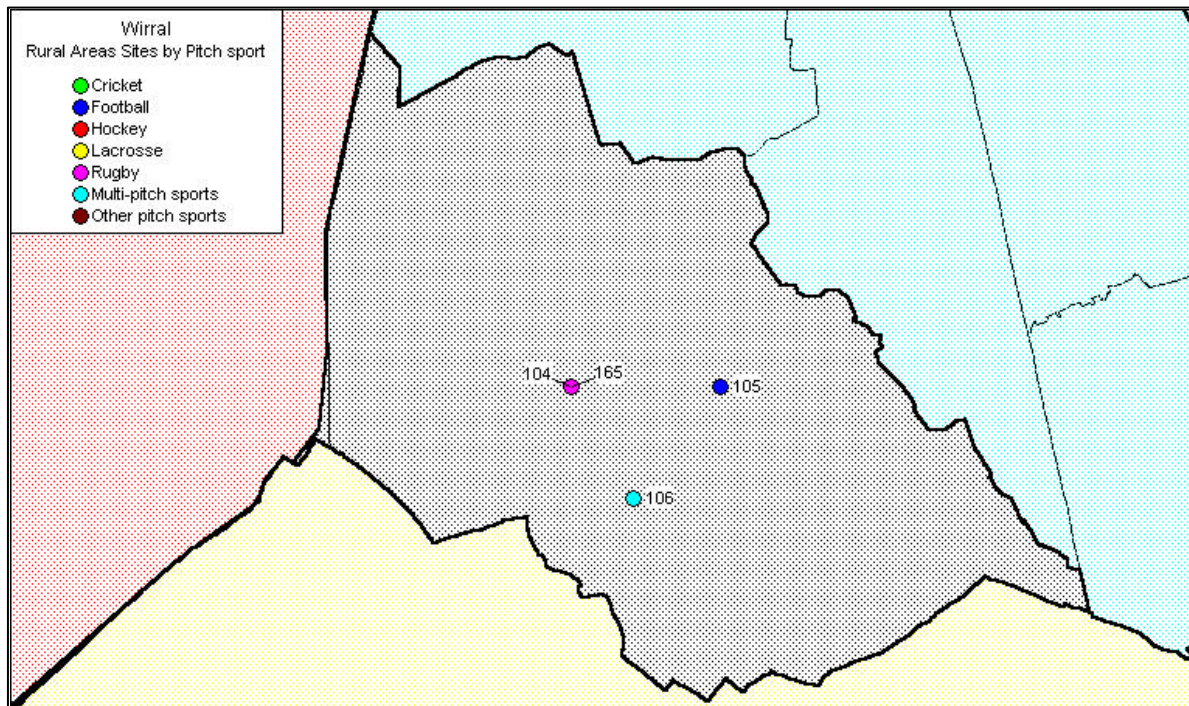 Wirral
Rural Areas Sites by Pitch sport
Cricket
Football
Hockey
Lacrosse
Rugby
Multi-pitch sports
Other pitch sports
104 165
105
106